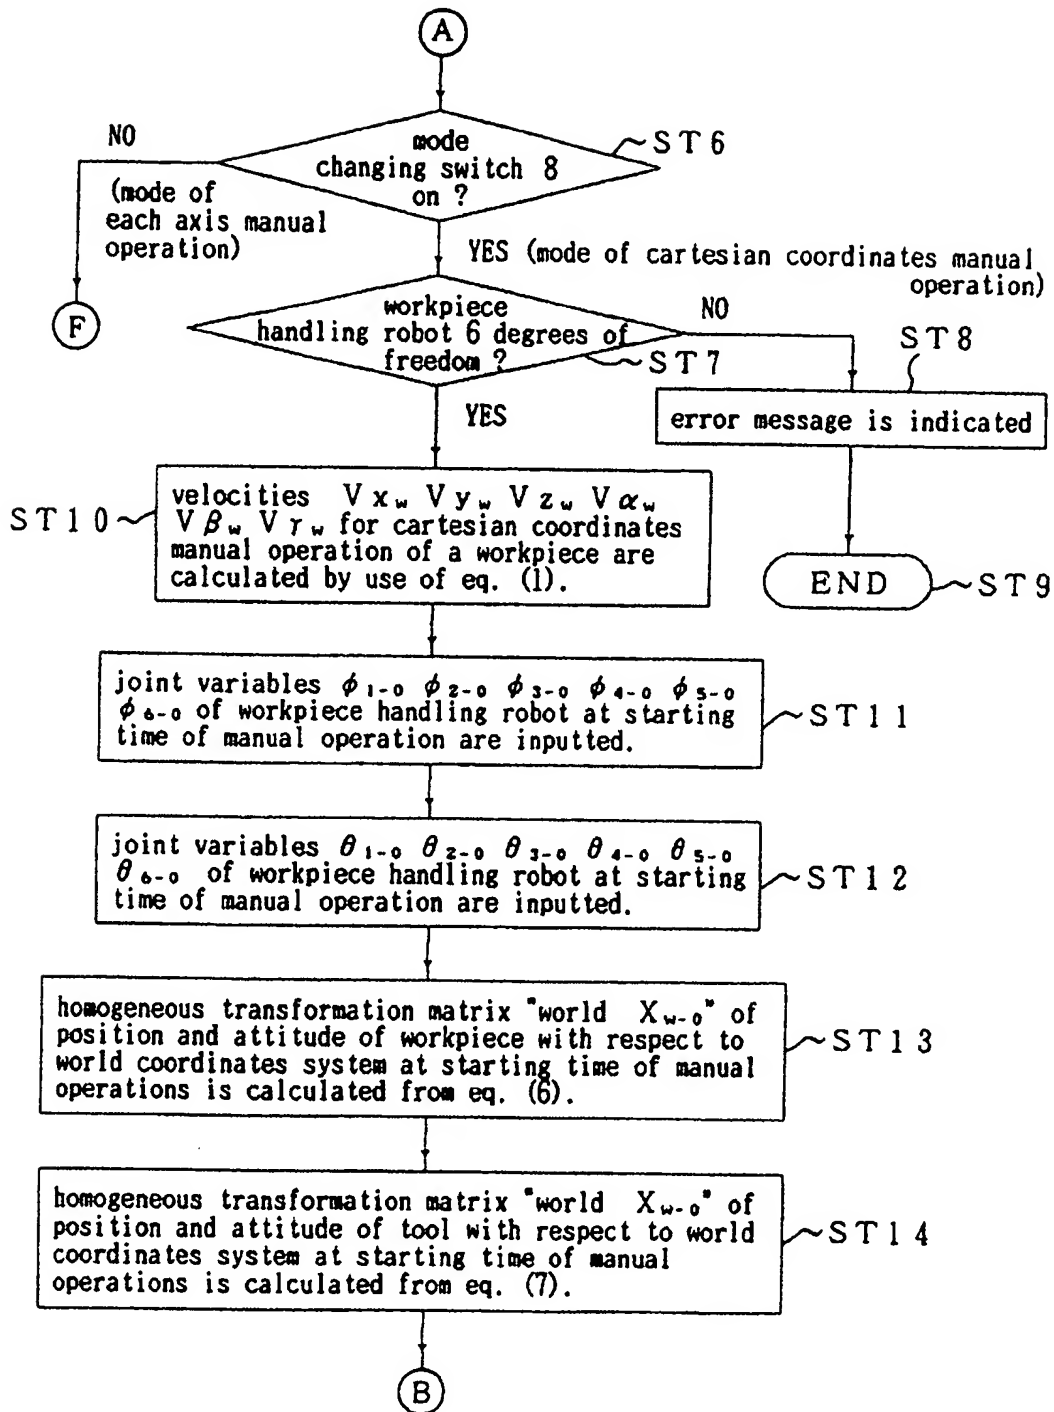 A
mode
changing switch 8
on ?
ST6
NO
(mode of
each axis manual
operation)
F
YES (mode of cartesian coordinates manual
operation)
workpiece
handling robot 6 degrees of
freedom ?
ST7
NO
YES
ST8
error message is indicated
END
ST9
ST10
velocities Vxw Vyw Vzw Vαw
Vβw Vγw for cartesian coordinates
manual operation of a workpiece are
calculated by use of eq. (1).
joint variables φ1-0 φ2-0 φ3-0 φ4-0 φ5-0
φ6-0 of workpiece handling robot at starting
time of manual operation are inputted.
ST11
joint variables θ1-0 θ2-0 θ3-0 θ4-0 θ5-0
θ6-0 of workpiece handling robot at starting
time of manual operation are inputted.
ST12
homogeneous transformation matrix "world Xw-0" of
position and attitude of workpiece with respect to
world coordinates system at starting time of manual
operations is calculated from eq. (6).
ST13
homogeneous transformation matrix "world Xw-0" of
position and attitude of tool with respect to world
coordinates system at starting time of manual
operations is calculated from eq. (7).
ST14
B